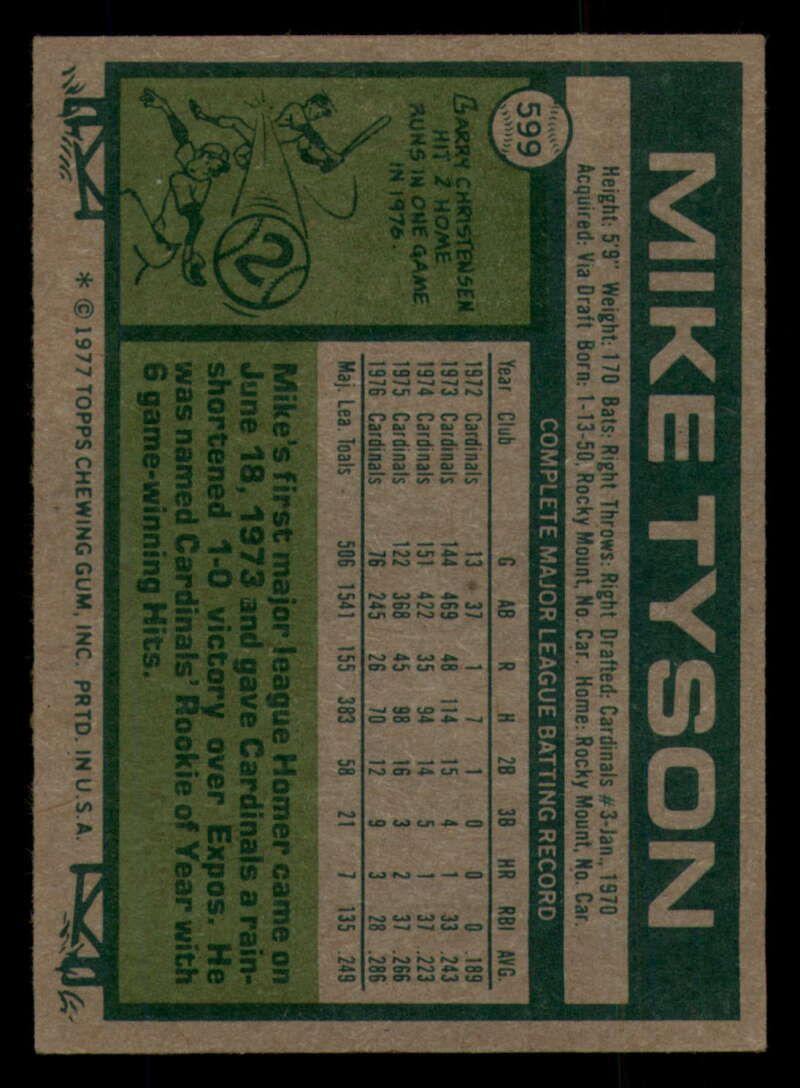 599
MIKE TYSON
Height: 5'9" Weight: 170 Bats: Right Throws: Right Drafted: Cardinals #3-Jan., 1970
Acquired: Via Draft Born: 1-13-50, Rocky Mount, No. Car. Home: Rocky Mount, No. Car.
COMPLETE MAJOR LEAGUE BATTING RECORD
Year Club G AB R H 2B 3B HR RBI AVG.
1972 Cardinals 13 37 1 7 1 0 0 0 .189
1973 Cardinals 144 469 48 114 15 4 1 33 .243
1974 Cardinals 151 422 35 94 14 5 1 37 .223
1975 Cardinals 122 368 45 98 16 3 2 37 .266
1976 Cardinals 76 245 26 70 12 9 3 28 .286
Maj. Lea. Toals 506 1541 155 383 58 21 7 135 .249
GARRY CHRISTENSEN
HIT 2 HOME
RUNS IN ONE GAME
IN 1976.
2
Mike's first major league Homer came on
June 18, 1973 and gave Cardinals a rain-
shortened 1-0 victory over Expos. He
was named Cardinals' Rookie of Year with
6 game-winning Hits.
* © 1977 TOPPS CHEWING GUM, INC. PRTD. IN U.S.A.